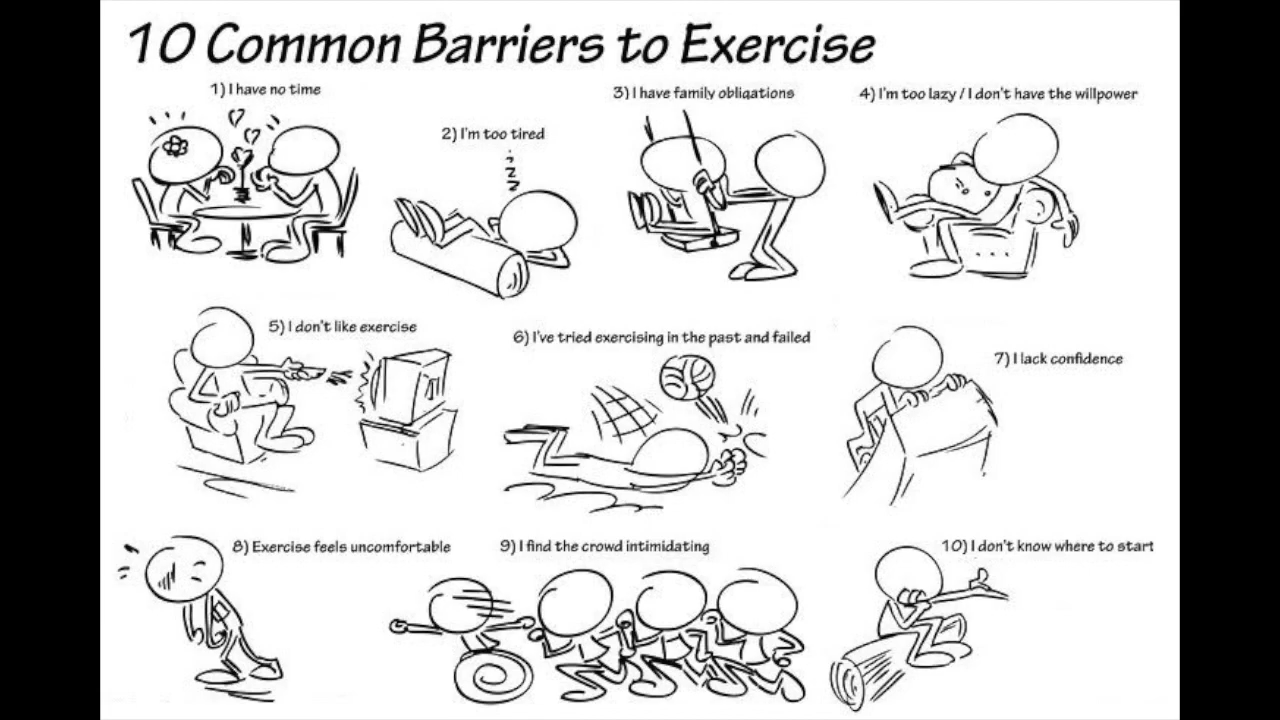 10 Common Barriers to Exercise
1) I have no time
2) I'm too tired
3) I have family obligations
4) I'm too lazy / I don't have the willpower
5) I don't like exercise
6) I've tried exercising in the past and failed
7) I lack confidence
8) Exercise feels uncomfortable
9) I find the crowd intimidating
10) I don't know where to start